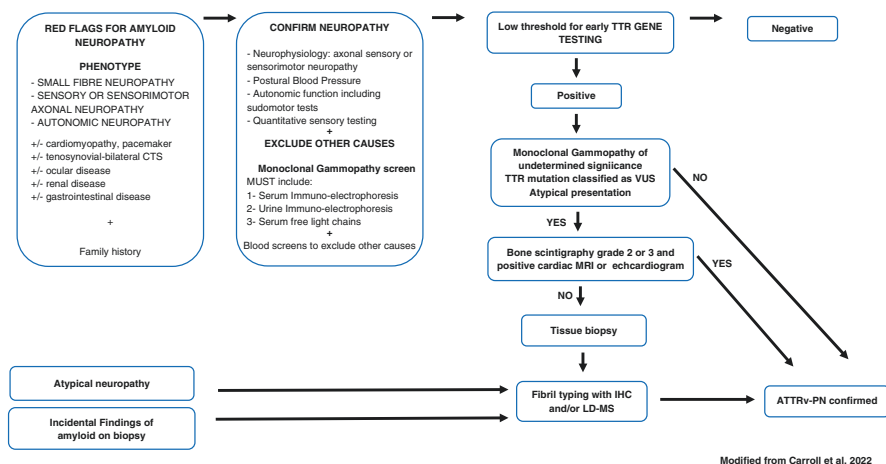 RED FLAGS FOR AMYLOID
NEUROPATHY
PHENOTYPE
- SMALL FIBRE NEUROPATHY
- SENSORY OR SENSORIMOTOR
AXONAL NEUROPATHY
- AUTONOMIC NEUROPATHY
+/- cardiomyopathy, pacemaker
+/- tenosynovial-bilateral CTS
+/- ocular disease
+/- renal disease
+/- gastrointestinal disease
+
Family history
CONFIRM NEUROPATHY
- Neurophysiology: axonal sensory or
sensorimotor neuropathy
- Postural Blood Pressure
- Autonomic function including
sudomotor tests
- Quantitative sensory testing
+
EXCLUDE OTHER CAUSES
Monoclonal Gammopathy screen
MUST include:
1- Serum Immuno-electrophoresis
2- Urine Immuno-electrophoresis
3- Serum free light chains
+
Blood screens to exclude other causes
Low threshold for early TTR GENE
TESTING
Negative
Positive
Monoclonal Gammopathy of
undetermined signiicance
TTR mutation classified as VUS
Atypical presentation
NO
YES
Bone scintigraphy grade 2 or 3 and
positive cardiac MRI or echcardiogram
YES
NO
Tissue biopsy
Atypical neuropathy
Incidental Findings of
amyloid on biopsy
Fibril typing with IHC
and/or LD-MS
ATTRv-PN confirmed
Modified from Carroll et al. 2022